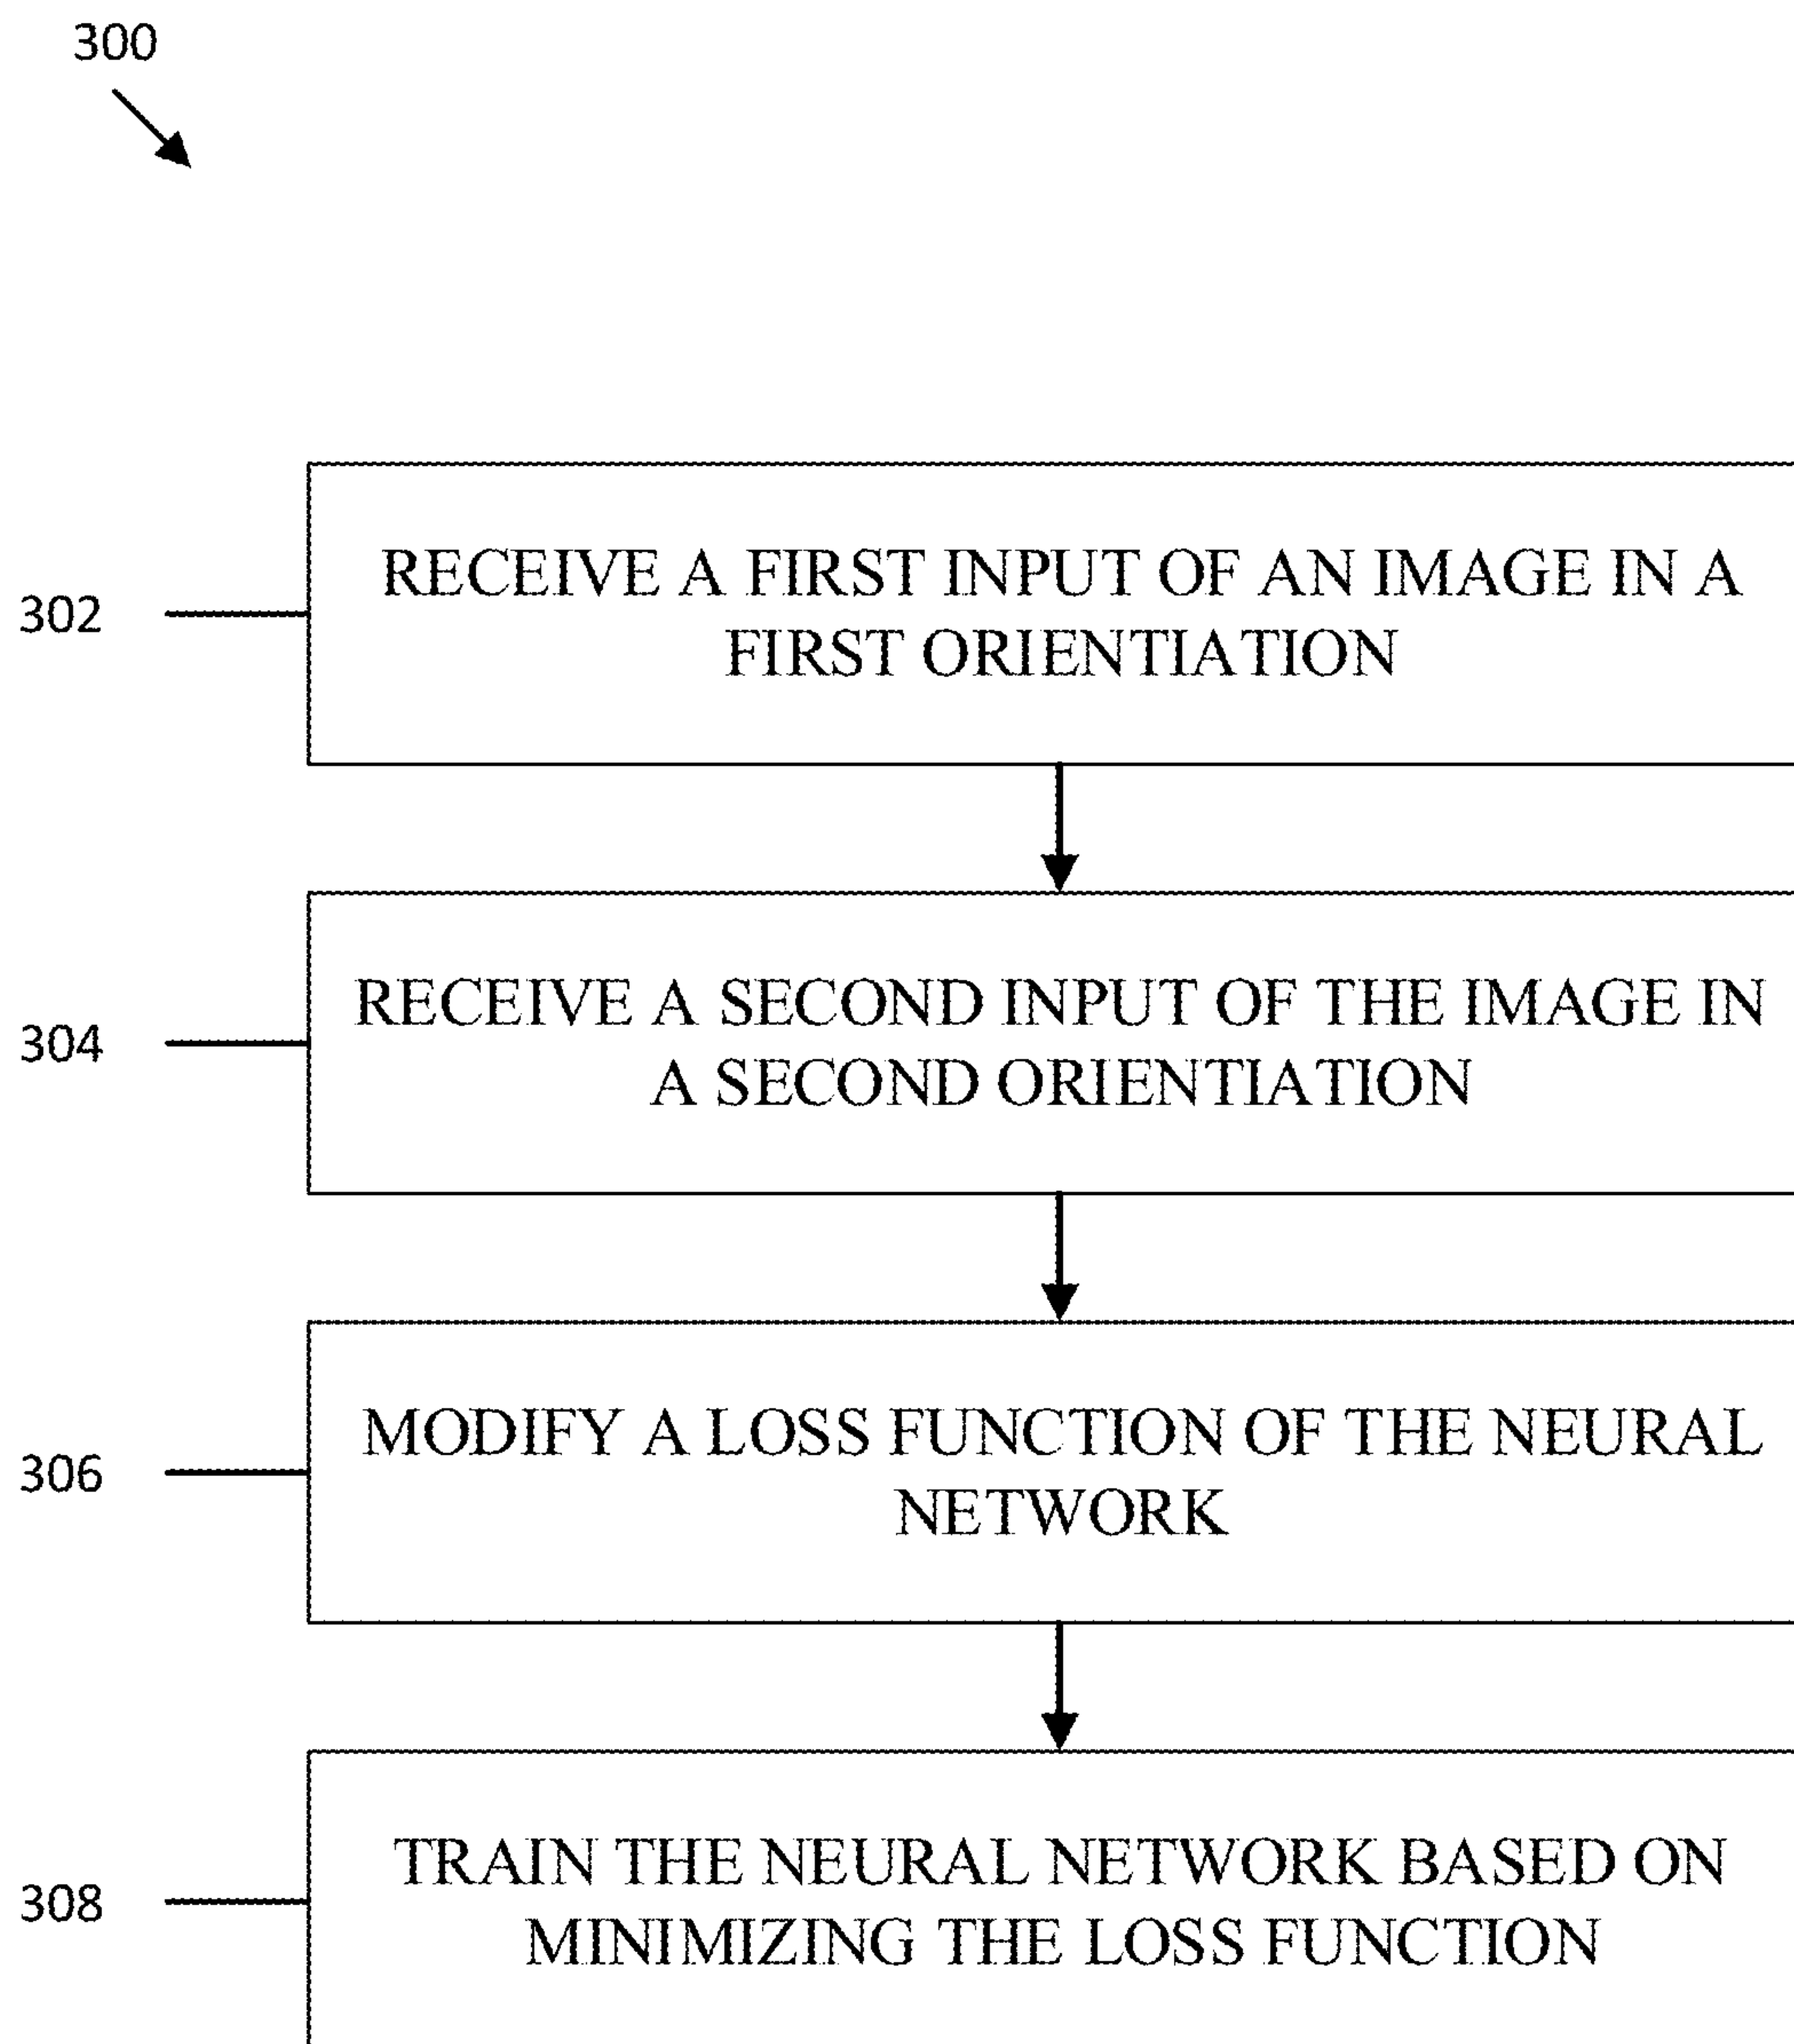 300
302
RECEIVE A FIRST INPUT OF AN IMAGE IN A
FIRST ORIENTIATION
304
RECEIVE A SECOND INPUT OF THE IMAGE IN
A SECOND ORIENTIATION
306
MODIFY A LOSS FUNCTION OF THE NEURAL
NETWORK
308
TRAIN THE NEURAL NETWORK BASED ON
MINIMIZING THE LOSS FUNCTION